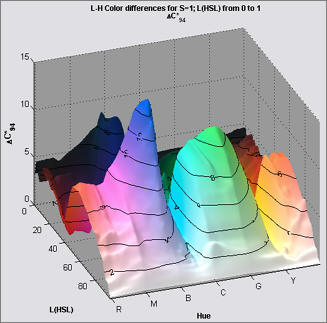 L-H Color differences for S=1; L(HSL) from 0 to 1
ΔC*94
15
10
ΔC*94
5
0
20
40
60
80
L(HSL)
R
M
B
C
G
Y
Hue